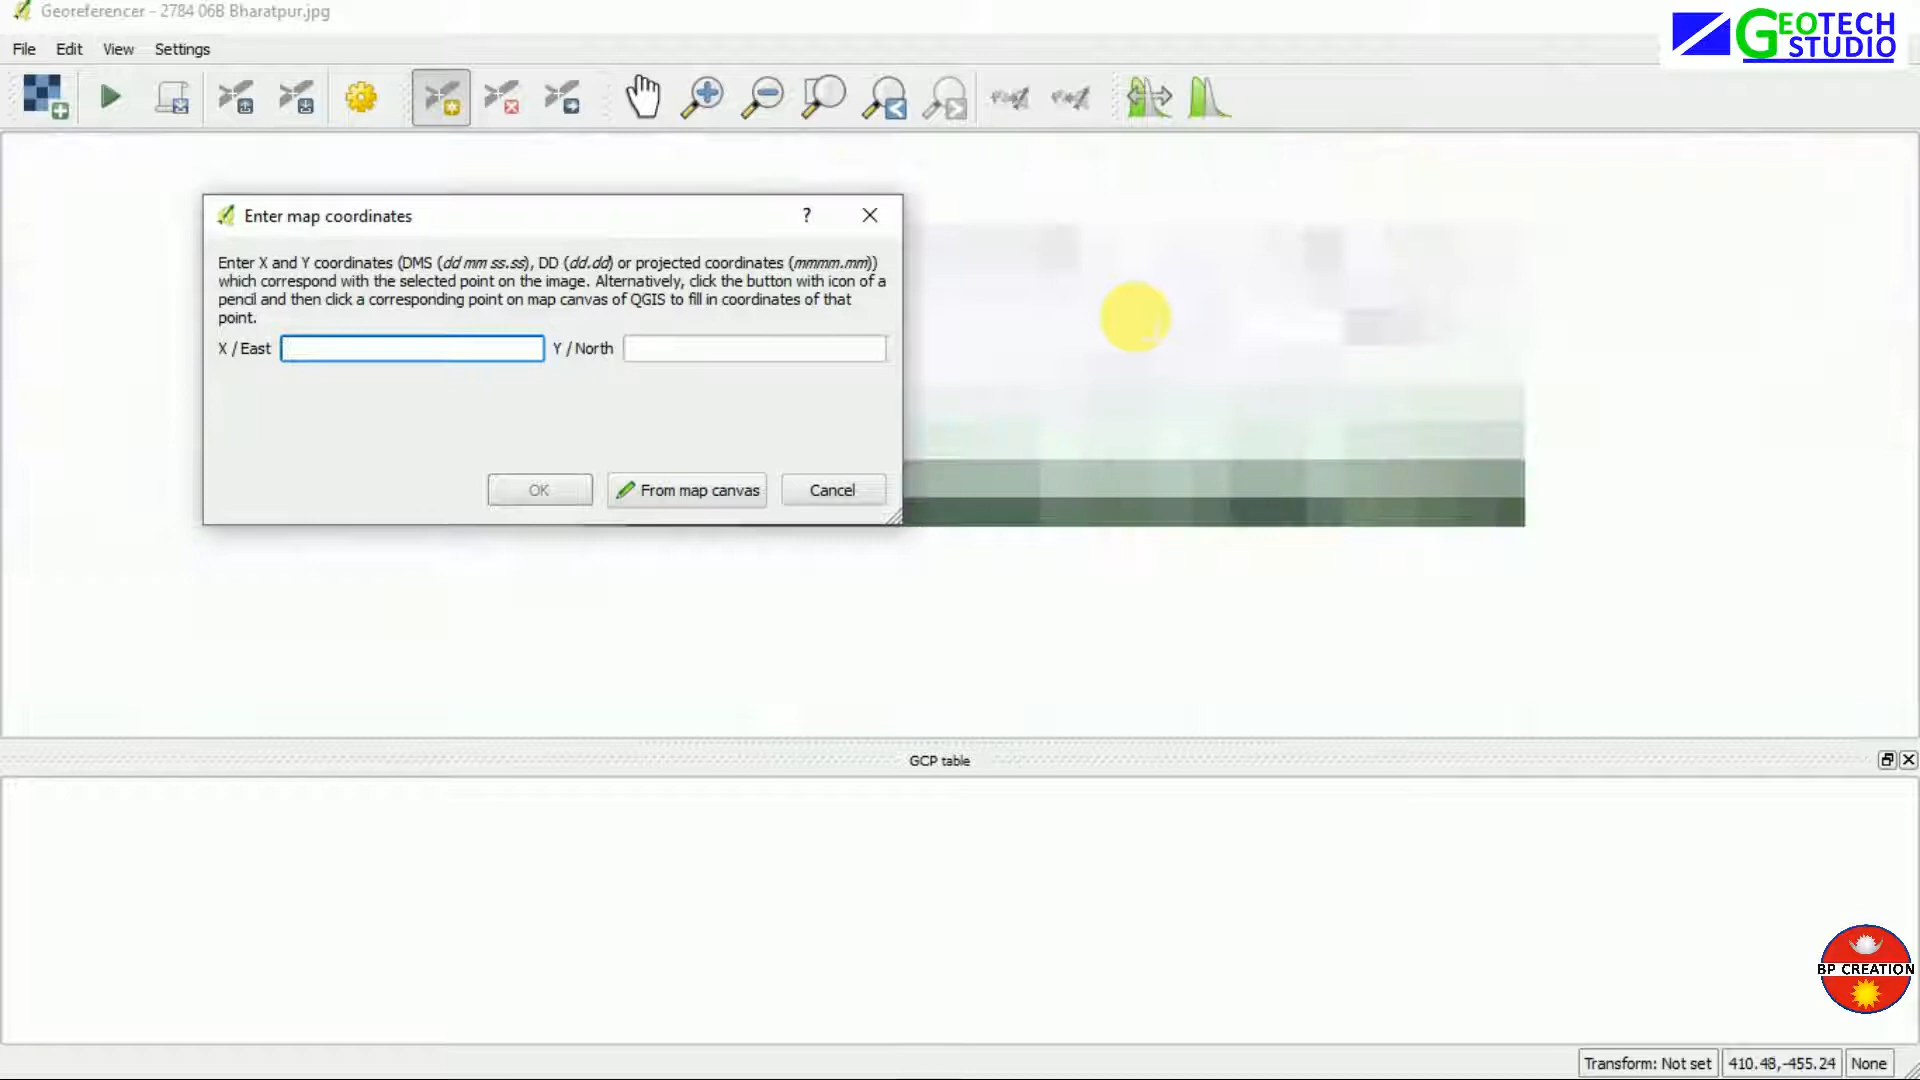 Georeferencer - 2784 06B Bharatpur.jpg
GEOTECH
STUDIO
File Edit View Settings
Enter map coordinates
?
Enter X and Y coordinates (DMS (dd mm ss.ss), DD (dd.dd) or projected coordinates (mmmm.mm))
which correspond with the selected point on the image. Alternatively, click the button with icon of a
pencil and then click a corresponding point on map canvas of QGIS to fill in coordinates of that
point.
X / East Y / North
OK From map canvas Cancel
GCP table
BP CREATION
Transform: Not set 410.48,-455.24 None